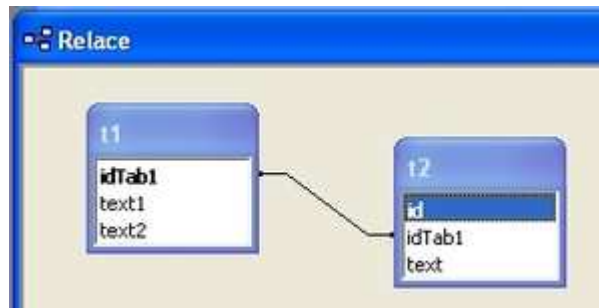 Relace
t1
idTab1
text1
text2
t2
id
idTab1
text